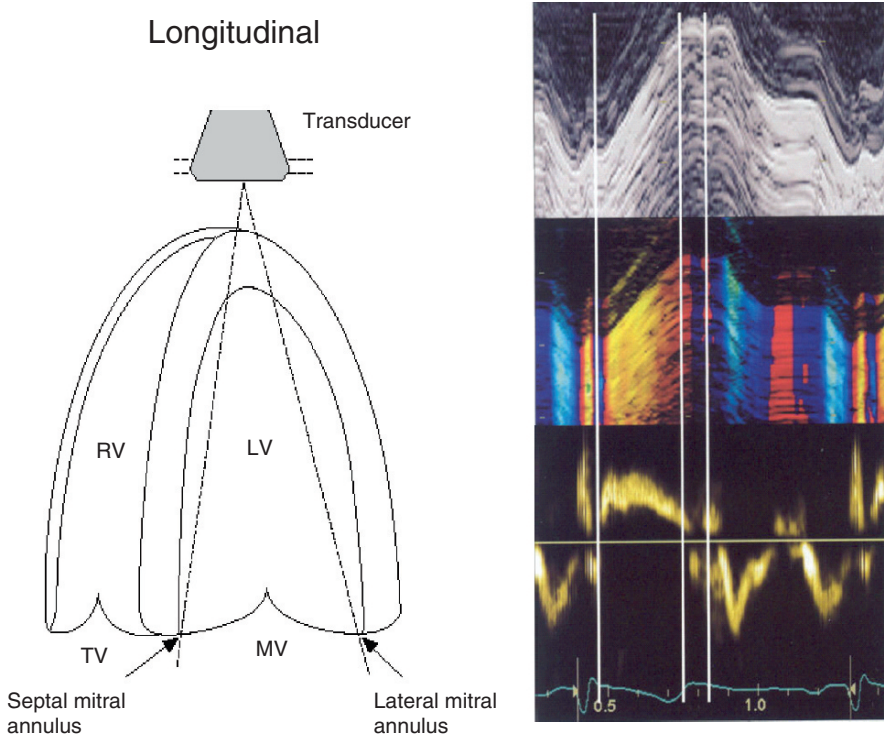 Longitudinal
Transducer
RV
LV
TV
MV
Septal mitral
annulus
Lateral mitral
annulus
0.5
1.0